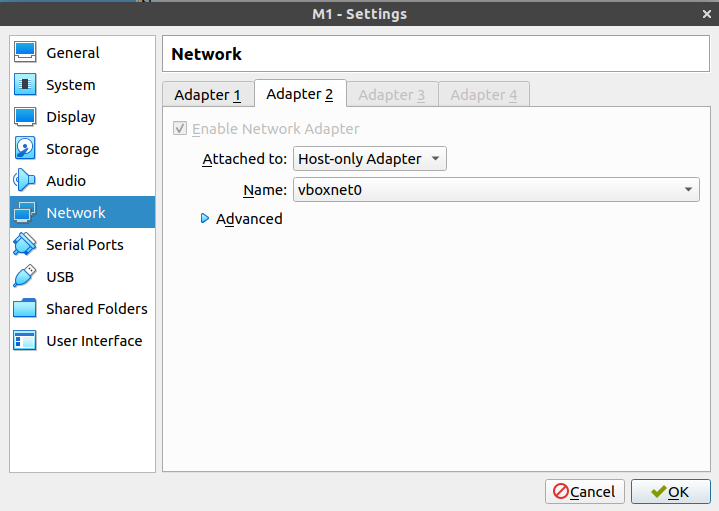 M1 - Settings
General
System
Display
Storage
Audio
Network
Serial Ports
USB
Shared Folders
User Interface
Network
Adapter 1 Adapter 2 Adapter 3 Adapter 4
Enable Network Adapter
Attached to: Host-only Adapter
Name: vboxnet0
Advanced
Cancel OK